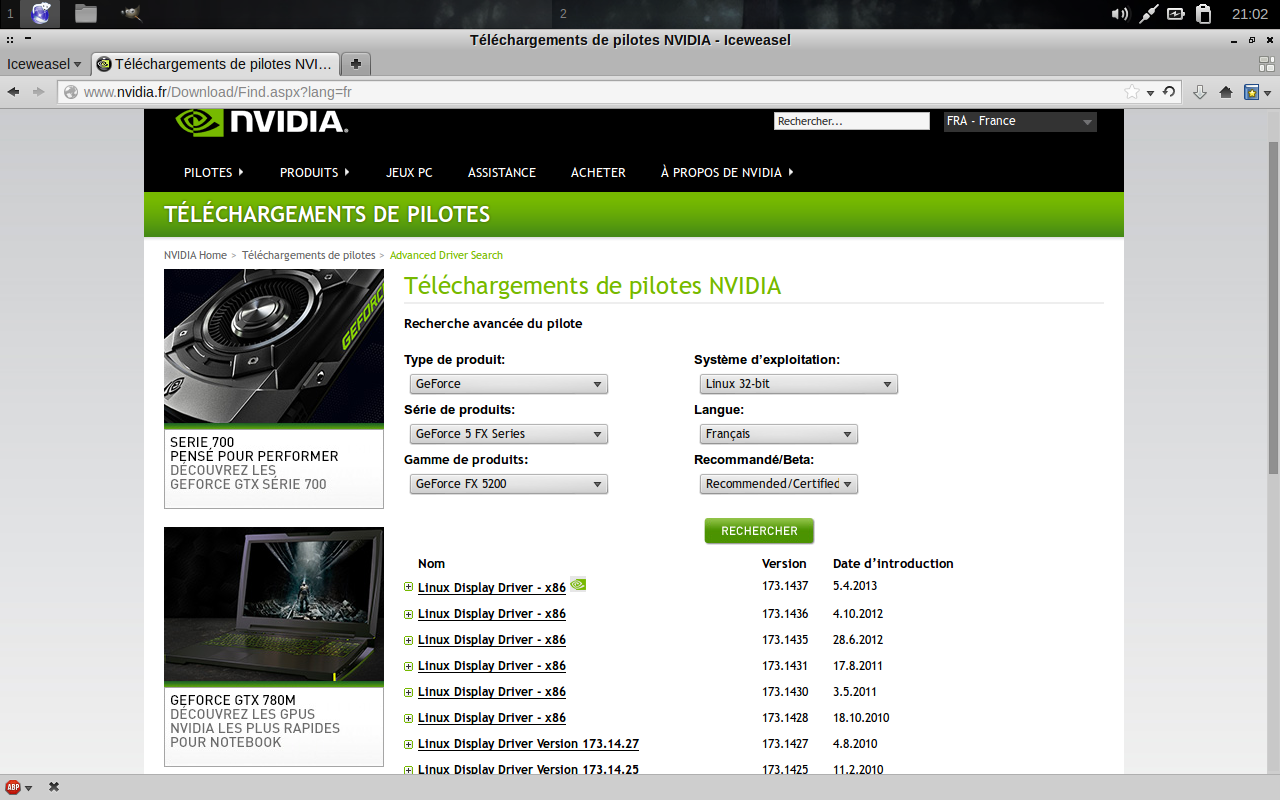 1
2
21:02
Téléchargements de pilotes NVIDIA - Iceweasel
Iceweasel
Téléchargements de pilotes NVI...
www.nvidia.fr/Download/Find.aspx?lang=fr
NVIDIA.
Rechercher...
FRA - France
PILOTES
PRODUITS
JEUX PC
ASSISTANCE
ACHETER
À PROPOS DE NVIDIA
TÉLÉCHARGEMENTS DE PILOTES
NVIDIA Home > Téléchargements de pilotes > Advanced Driver Search
GEFORCE
SERIE 700
PENSÉ POUR PERFORMER
DÉCOUVREZ LES
GEFORCE GTX SÉRIE 700
GEFORCE GTX 780M
DÉCOUVREZ LES GPUS
NVIDIA LES PLUS RAPIDES
POUR NOTEBOOK
Téléchargements de pilotes NVIDIA
Recherche avancée du pilote
Type de produit:
GeForce
Système d'exploitation:
Linux 32-bit
Série de produits:
GeForce 5 FX Series
Langue:
Français
Gamme de produits:
GeForce FX 5200
Recommandé/Beta:
Recommended/Certified
RECHERCHER
Nom Version Date d'introduction
Linux Display Driver - x86 173.1437 5.4.2013
Linux Display Driver - x86 173.1436 4.10.2012
Linux Display Driver - x86 173.1435 28.6.2012
Linux Display Driver - x86 173.1431 17.8.2011
Linux Display Driver - x86 173.1430 3.5.2011
Linux Display Driver - x86 173.1428 18.10.2010
Linux Display Driver Version 173.14.27 173.1427 4.8.2010
Linux Display Driver Version 173.14.25 173.1425 11.2.2010
ABP